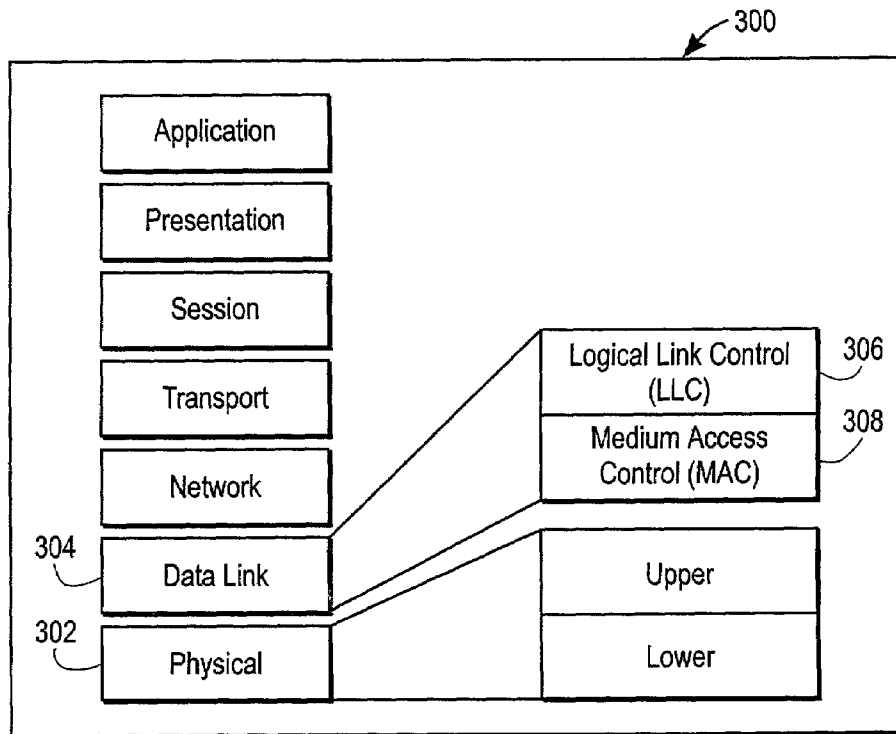 300
Application
Presentation
Session
Transport
Network
304
Data Link
302
Physical
Logical Link Control
(LLC)
306
Medium Access
Control (MAC)
308
Upper
Lower